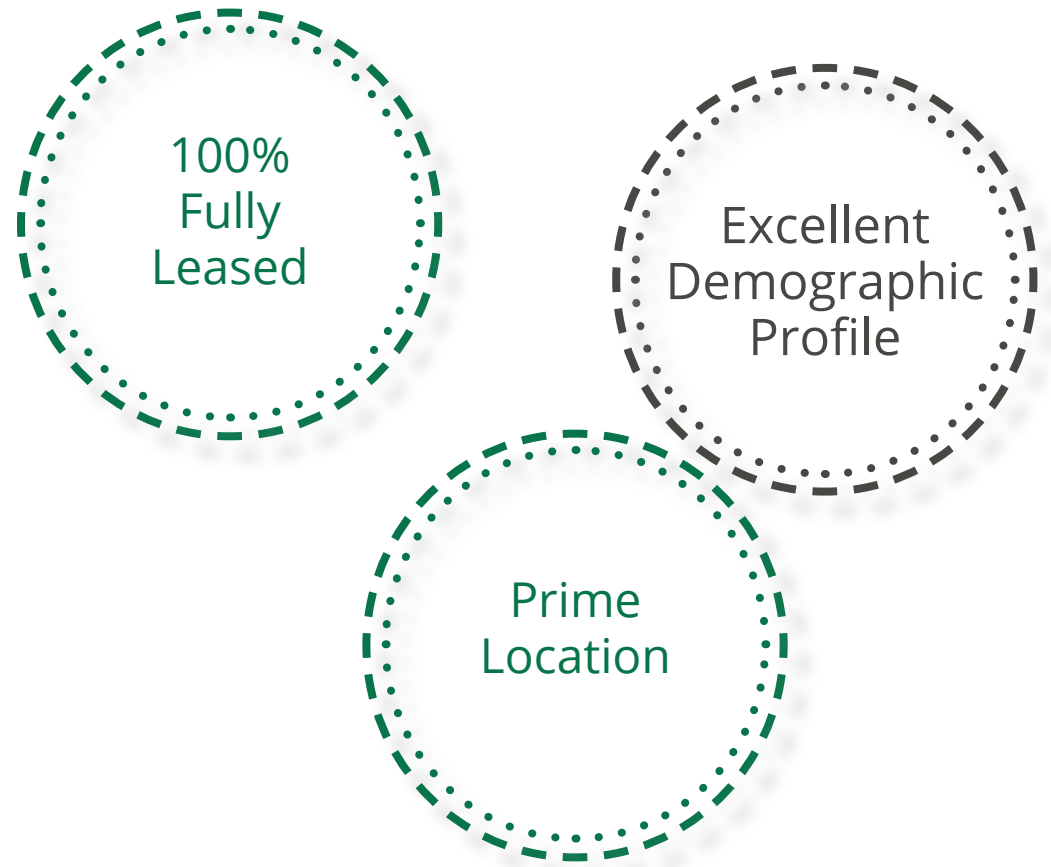 100%
Fully
Leased
Excellent
Demographic
Profile
Prime
Location